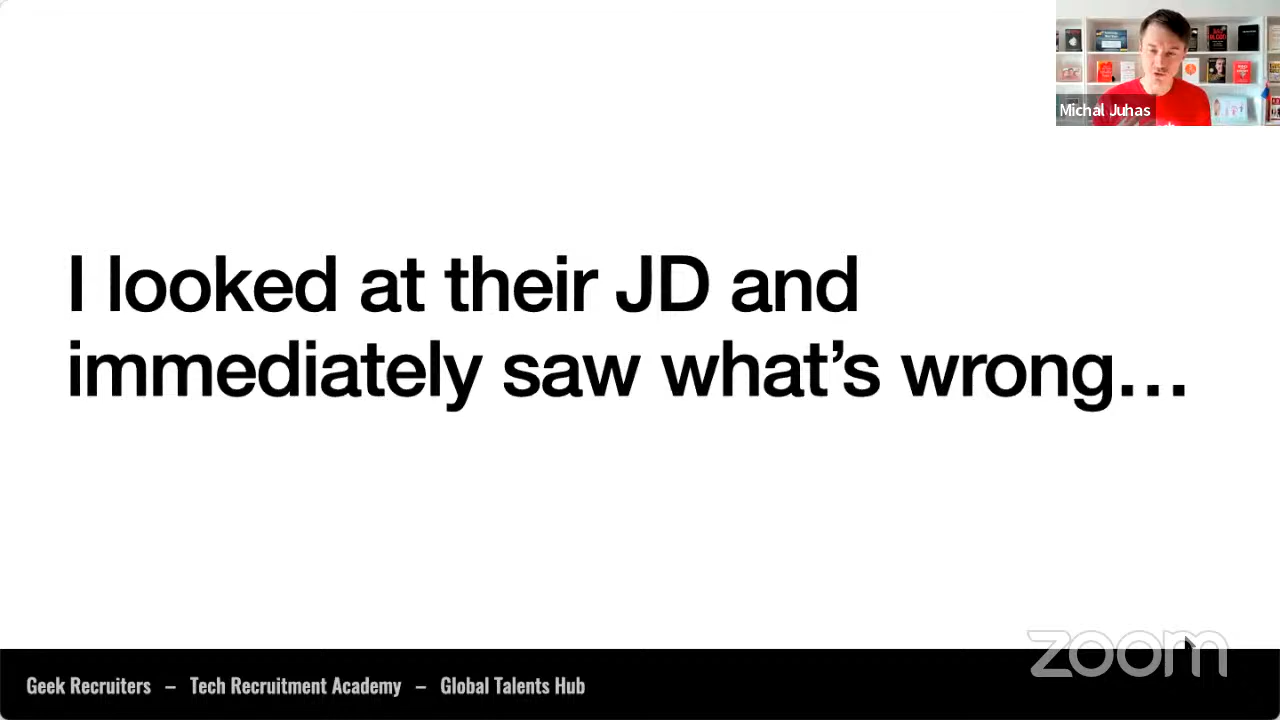 Michal Juhas
I looked at their JD and
immediately saw what’s wrong…
zoom
Geek Recruiters – Tech Recruitment Academy – Global Talents Hub